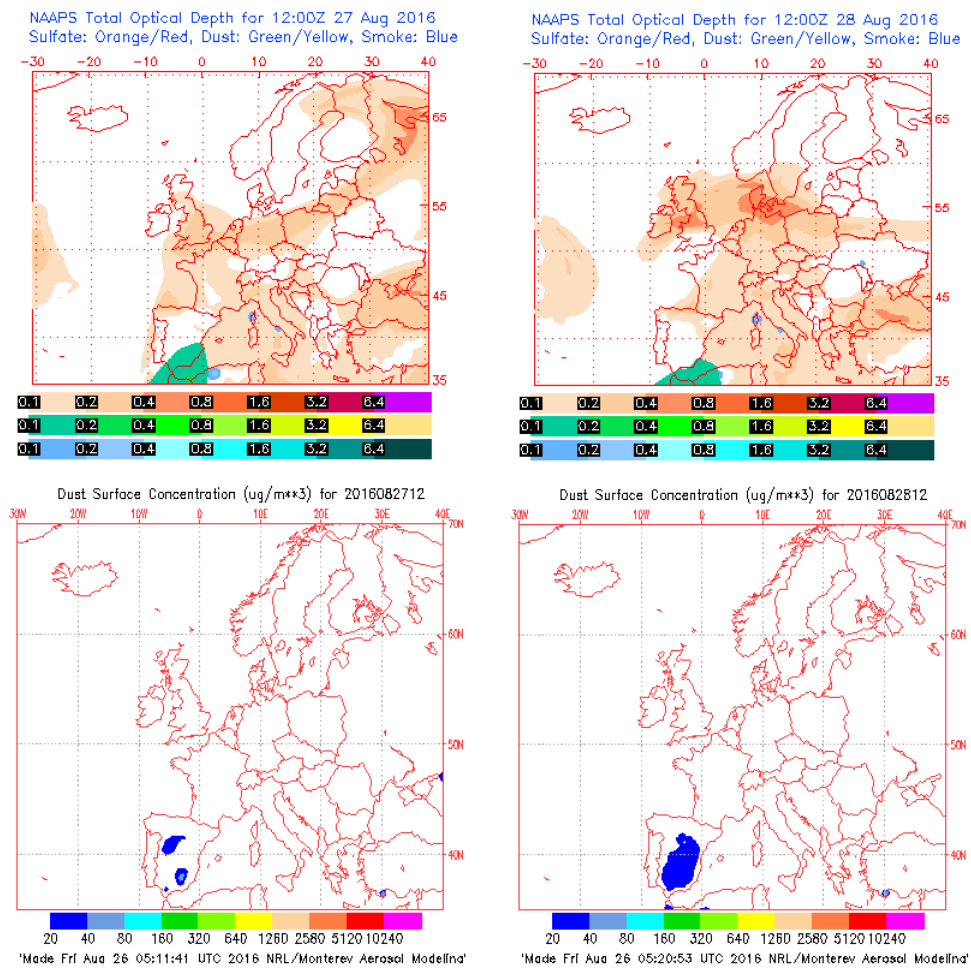 NAAPS Total Optical Depth for 12:00Z 27 Aug 2016
Sulfate: Orange/Red, Dust: Green/Yellow, Smoke: Blue
-30 -20 -10 0 10 20 30 40
65
55
45
35
0.1 0.2 0.4 0.8 1.6 3.2 6.4
0.1 0.2 0.4 0.8 1.6 3.2 6.4
0.1 0.2 0.4 0.8 1.6 3.2 6.4
NAAPS Total Optical Depth for 12:00Z 28 Aug 2016
Sulfate: Orange/Red, Dust: Green/Yellow, Smoke: Blue
-30 -20 -10 0 10 20 30 40
65
55
45
35
0.1 0.2 0.4 0.8 1.6 3.2 6.4
0.1 0.2 0.4 0.8 1.6 3.2 6.4
0.1 0.2 0.4 0.8 1.6 3.2 6.4
Dust Surface Concentration (ug/m**3) for 2016082712
30W 20W 10W 0 10E 20E 30E 40E
70N
60N
50N
40N
20 40 80 160 320 640 1260 2580 5120 10240
'Made Fri Aug 26 05:11:41 UTC 2016 NRL/Monterey Aerosol Modeling'
Dust Surface Concentration (ug/m**3) for 2016082812
30W 20W 10W 0 10E 20E 30E 40E
70N
60N
50N
40N
20 40 80 160 320 640 1260 2580 5120 10240
'Made Fri Aug 26 05:20:53 UTC 2016 NRL/Monterey Aerosol Modeling'